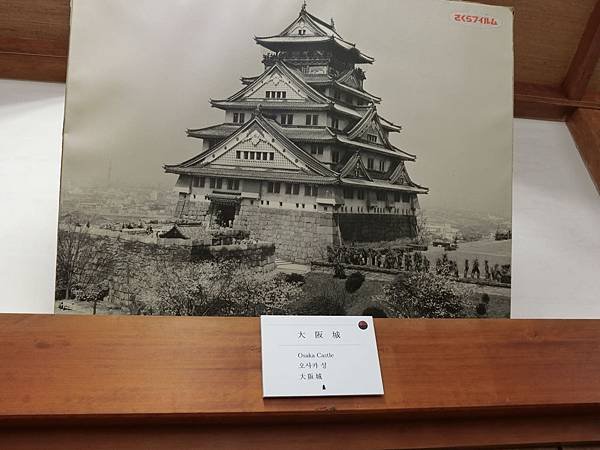 さくらフイルム
大阪城
Osaka Castle
오사카 성
大阪城